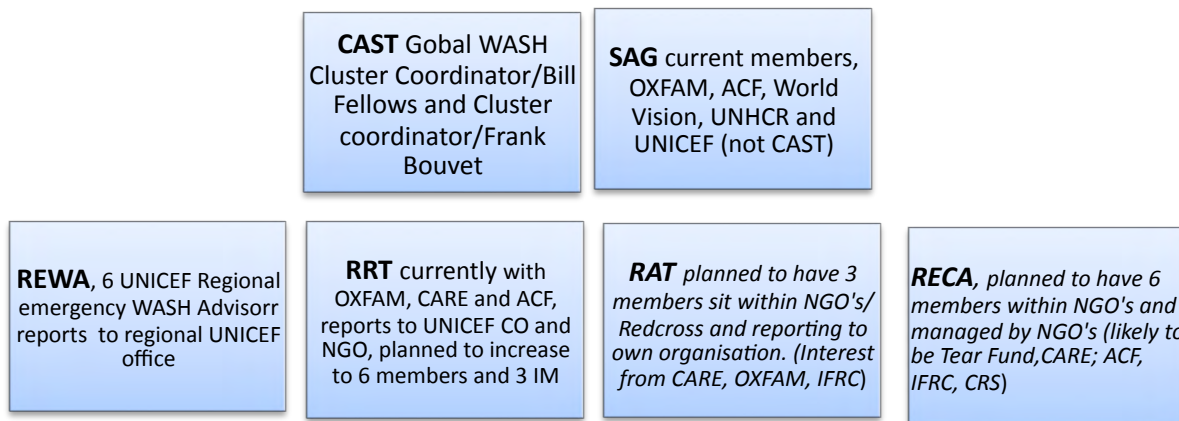 CAST Gobal WASH
Cluster Coordinator/Bill
Fellows and Cluster
coordinator/Frank
Bouvet
SAG current members,
OXFAM, ACF, World
Vision, UNHCR and
UNICEF (not CAST)
REWA, 6 UNICEF Regional
emergency WASH Advisorr
reports to regional UNICEF
office
RRT currently with
OXFAM, CARE and ACF,
reports to UNICEF CO and
NGO, planned to increase
to 6 members and 3 IM
RAT planned to have 3
members sit within NGO's/
Redcross and reporting to
own organisation. (Interest
from CARE, OXFAM, IFRC)
RECA, planned to have 6
members within NGO's and
managed by NGO's (likely to
be Tear Fund,CARE; ACF,
IFRC, CRS)